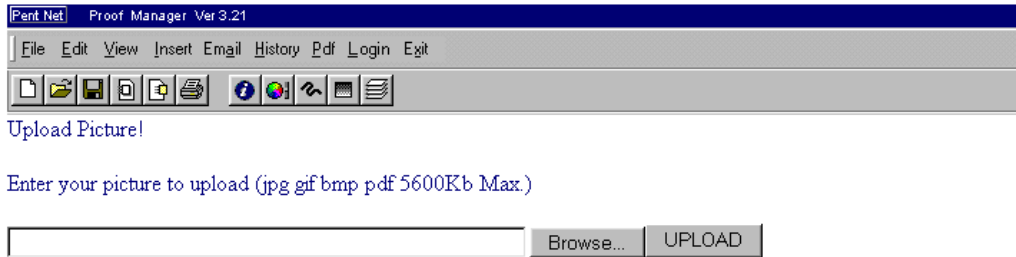 Pent Net Proof Manager Ver 3.21
File Edit View Insert Email History Pdf Login Exit
Upload Picture!
Enter your picture to upload (jpg gif bmp pdf 5600Kb Max.)
Browse... UPLOAD